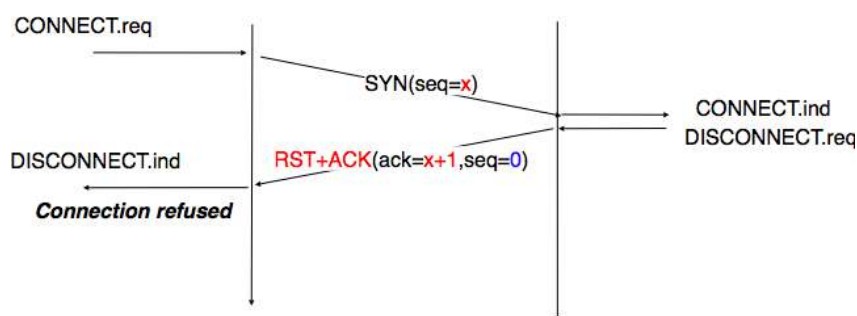 CONNECT.req
SYN(seq=x)
CONNECT.ind
DISCONNECT.req
DISCONNECT.ind
RST+ACK(ack=x+1,seq=0)
Connection refused